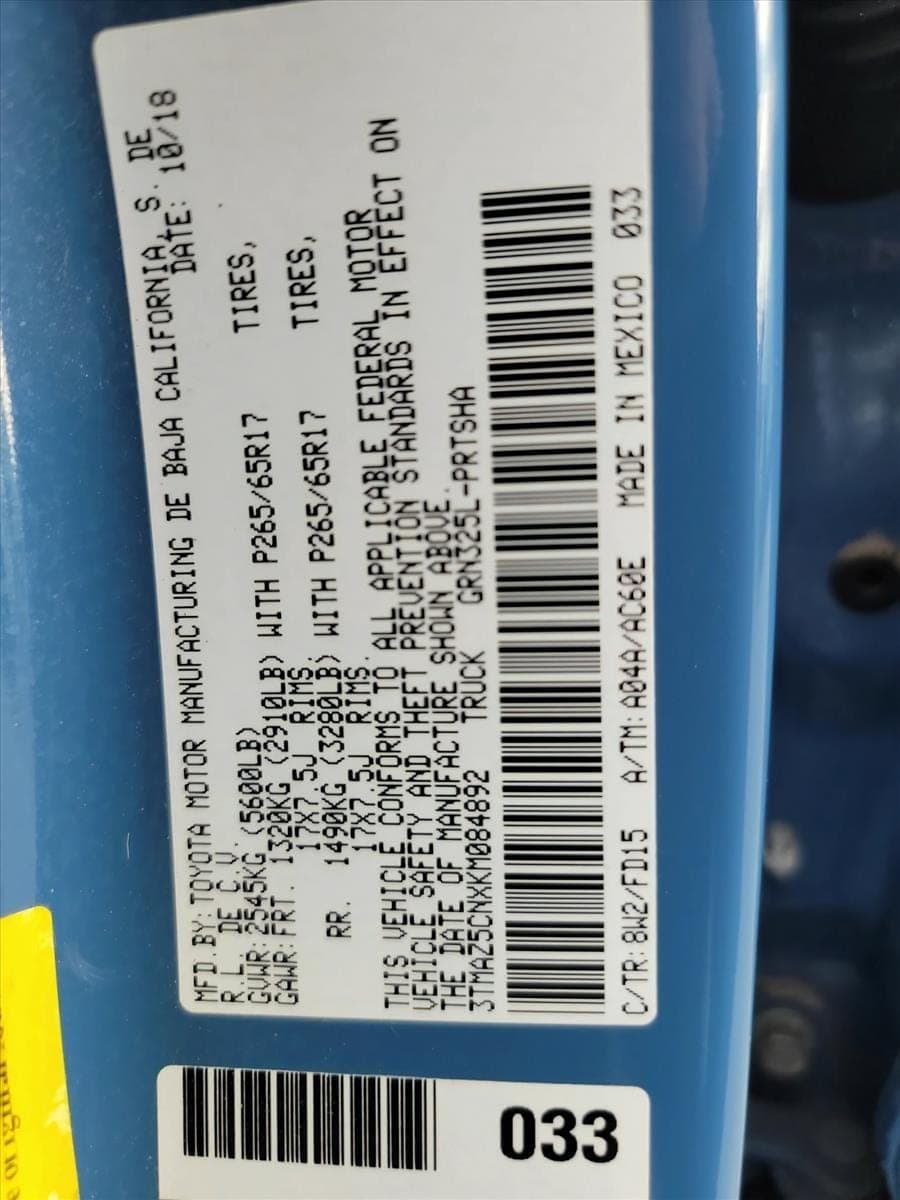 MFD.BY:TOYOTA MOTOR MANUFACTURING DE BAJA CALIFORNIA, S. DE
R.L. DE C.V. DATE: 10/18
GVWR:2545KG (5600LB)
GAWR:FRT. 1320KG (2910LB) WITH P265/65R17 TIRES,
17X7.5J RIMS.
RR. 1490KG (3280LB) WITH P265/65R17 TIRES,
17X7.5J RIMS.
THIS VEHICLE CONFORMS TO ALL APPLICABLE FEDERAL MOTOR
VEHICLE SAFETY AND THEFT PREVENTION STANDARDS IN EFFECT ON
THE DATE OF MANUFACTURE SHOWN ABOVE.
3TMAZ5CNXKM084892 TRUCK GRN325L-PRTSHA
C/TR:8W2/FD15 A/TM:A04A/AC60E MADE IN MEXICO 033
033